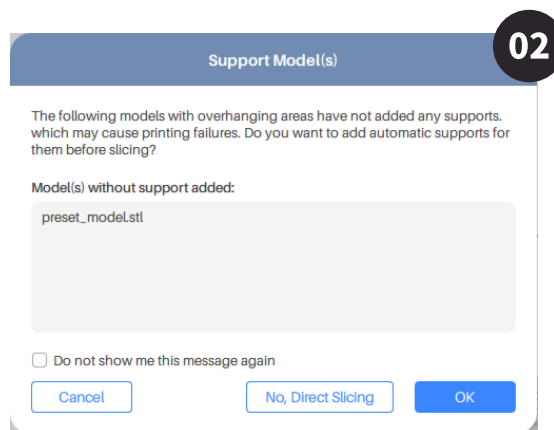 02
Support Model(s)
The following models with overhanging areas have not added any supports.
which may cause printing failures. Do you want to add automatic supports for
them before slicing?
Model(s) without support added:
preset_model.stl
Do not show me this message again
Cancel
No, Direct Slicing
OK